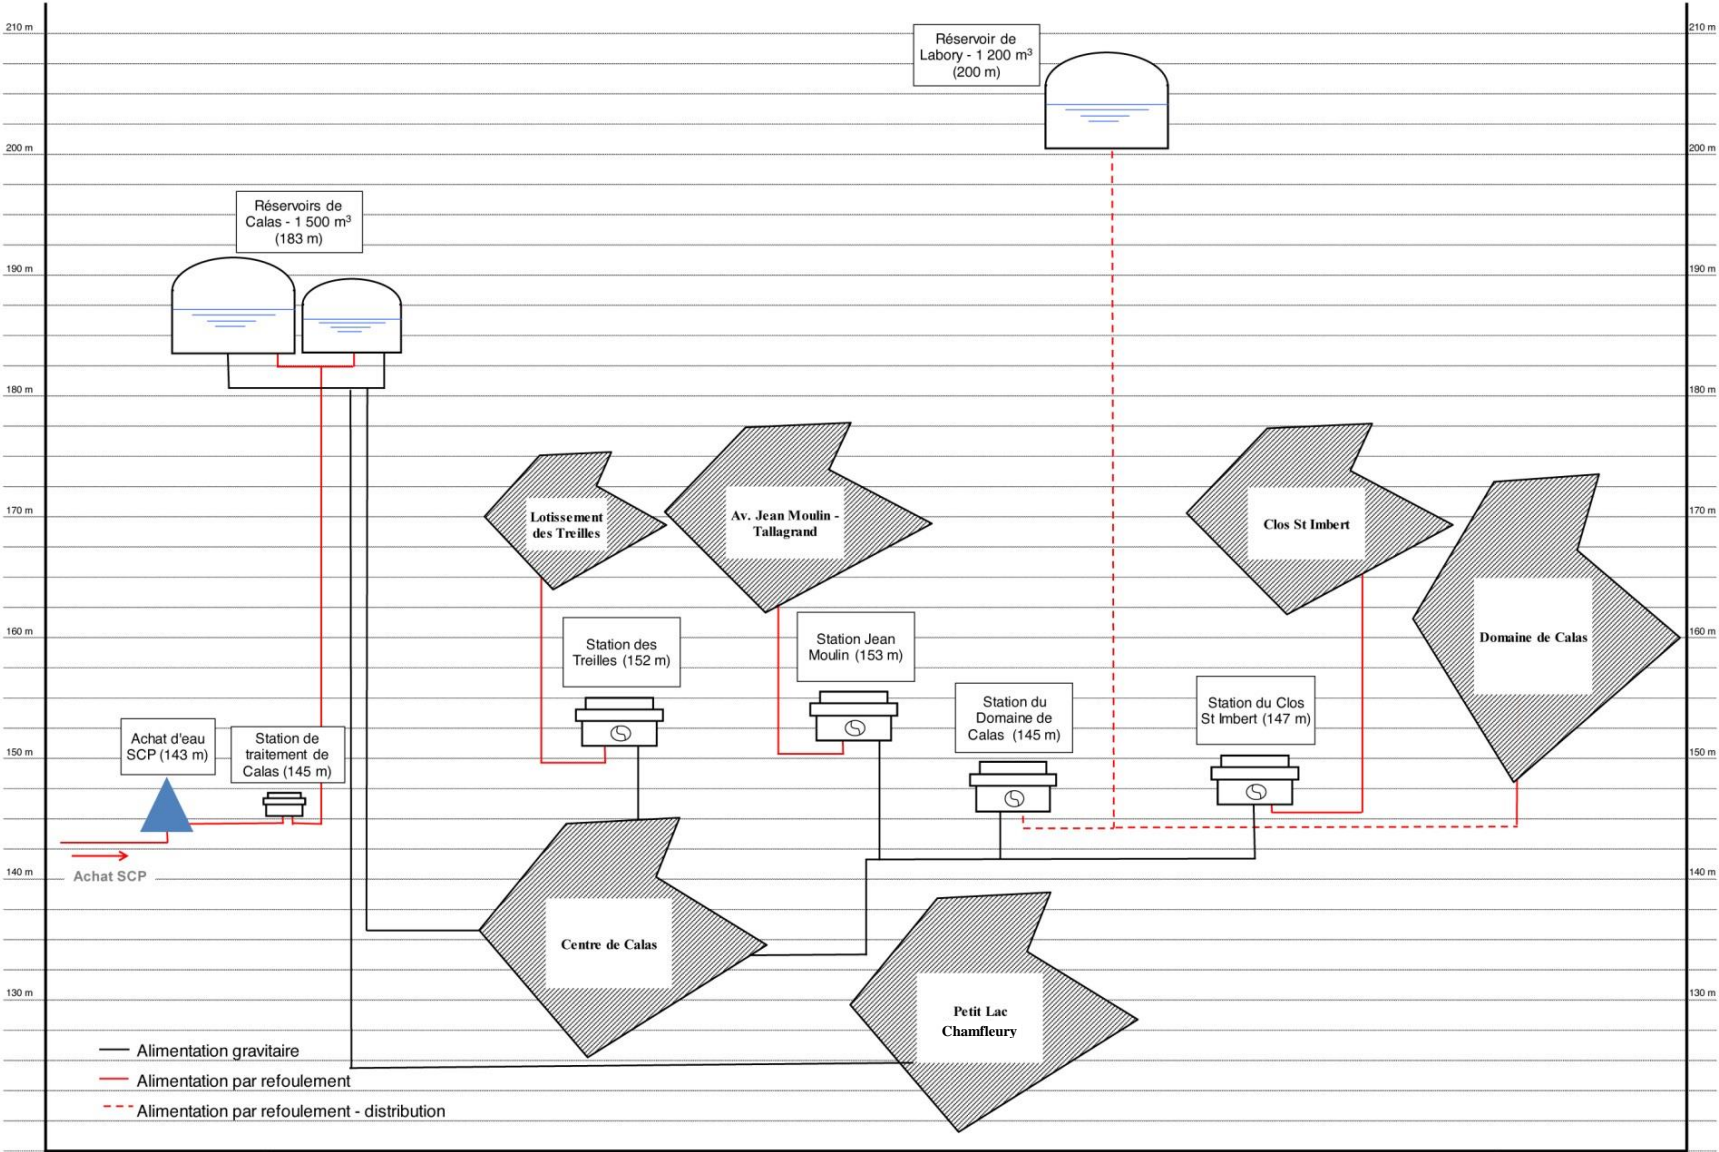 210 m
210 m
Réservoir de
Labory - 1 200 m³
(200 m)
200 m
200 m
Réservoirs de
Calas - 1 500 m³
(183 m)
190 m
190 m
180 m
180 m
170 m
Lotissement
des Treilles
Av. Jean Moulin -
Tallagrand
Clos St Imbert
170 m
160 m
Station des
Treilles (152 m)
Station Jean
Moulin (153 m)
Domaine de Calas
160 m
Station du
Domaine de
Calas (145 m)
Station du Clos
St Imbert (147 m)
150 m
Achat d'eau
SCP (143 m)
Station de
traitement de
Calas (145 m)
150 m
140 m
Achat SCP
140 m
Centre de Calas
130 m
Petit Lac
Chamfleury
130 m
Alimentation gravitaire
Alimentation par refoulement
Alimentation par refoulement - distribution